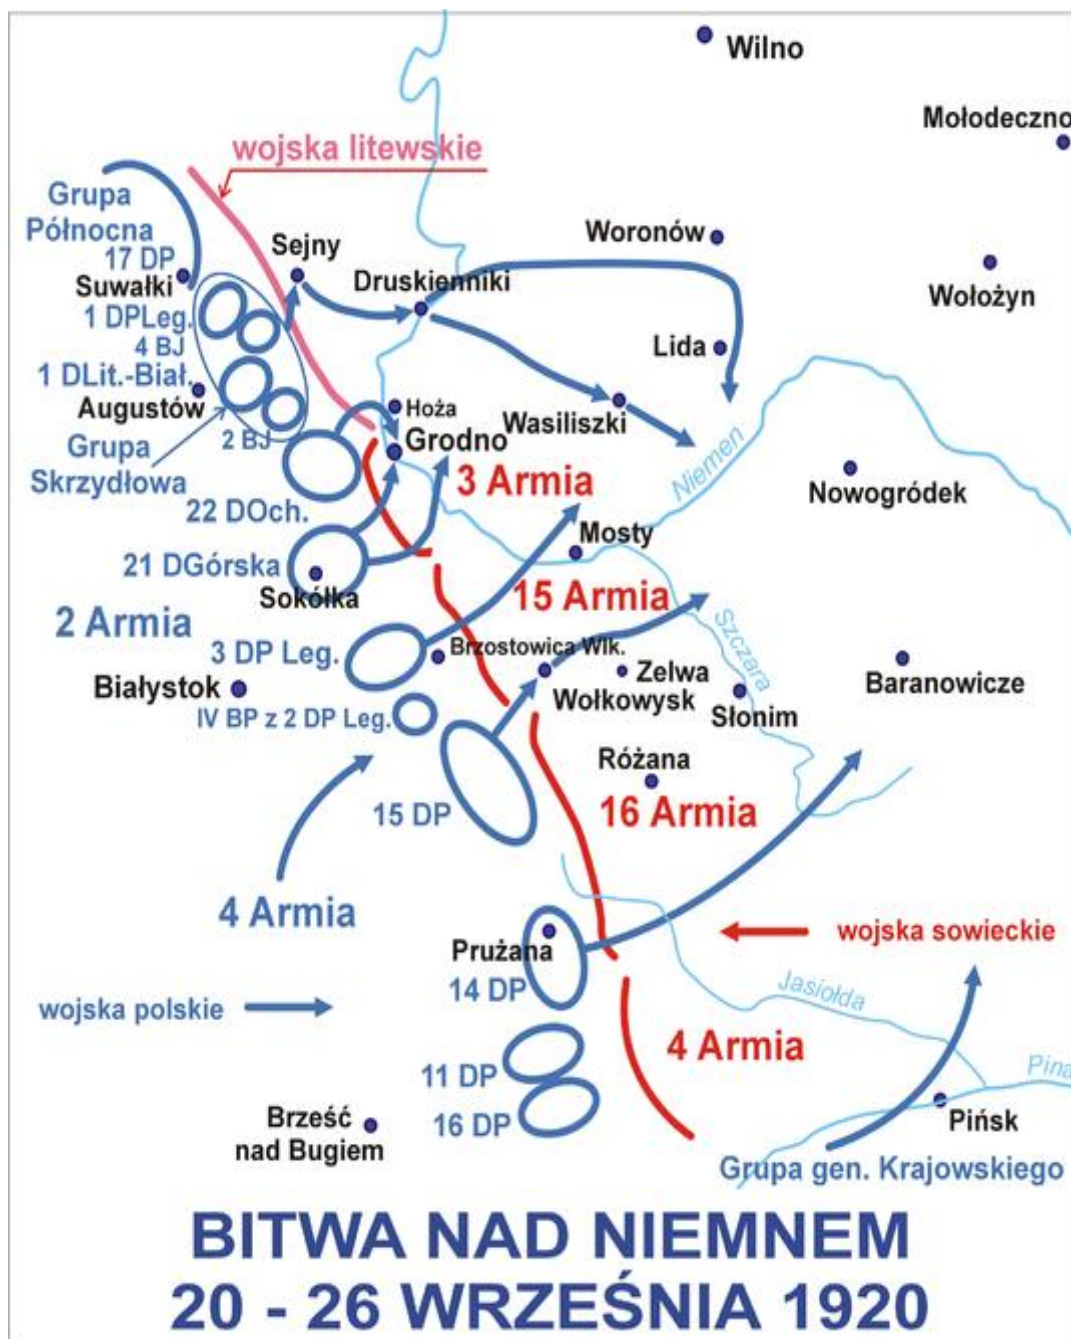 Wilno
Mołodeczno
wojska litewskie
Grupa
Północna
17 DP
Suwałki
Sejny
Woronów
Druskienniki
Wołożyn
1 DPLeg.
4 BJ
Lida
1 DLit.-Biał.
Augustów
Hoża
Wasiliszki
2 BJ
Grodno
Grupa
Skrzydłowa
3 Armia
Niemen
Nowogródek
22 DOch.
Mosty
21 DGórska
Sokółka
15 Armia
2 Armia
3 DP Leg.
Brzostowica Wlk.
Szczara
Zelwa
Baranowicze
Białystok
Wołkowysk
Słonim
IV BP z 2 DP Leg.
Różana
15 DP
16 Armia
4 Armia
wojska sowieckie
Prużana
14 DP
Jasiołda
wojska polskie
4 Armia
11 DP
Pina
16 DP
Brześć
nad Bugiem
Pińsk
Grupa gen. Krajowskiego
BITWA NAD NIEMNEM
20 - 26 WRZEŚNIA 1920